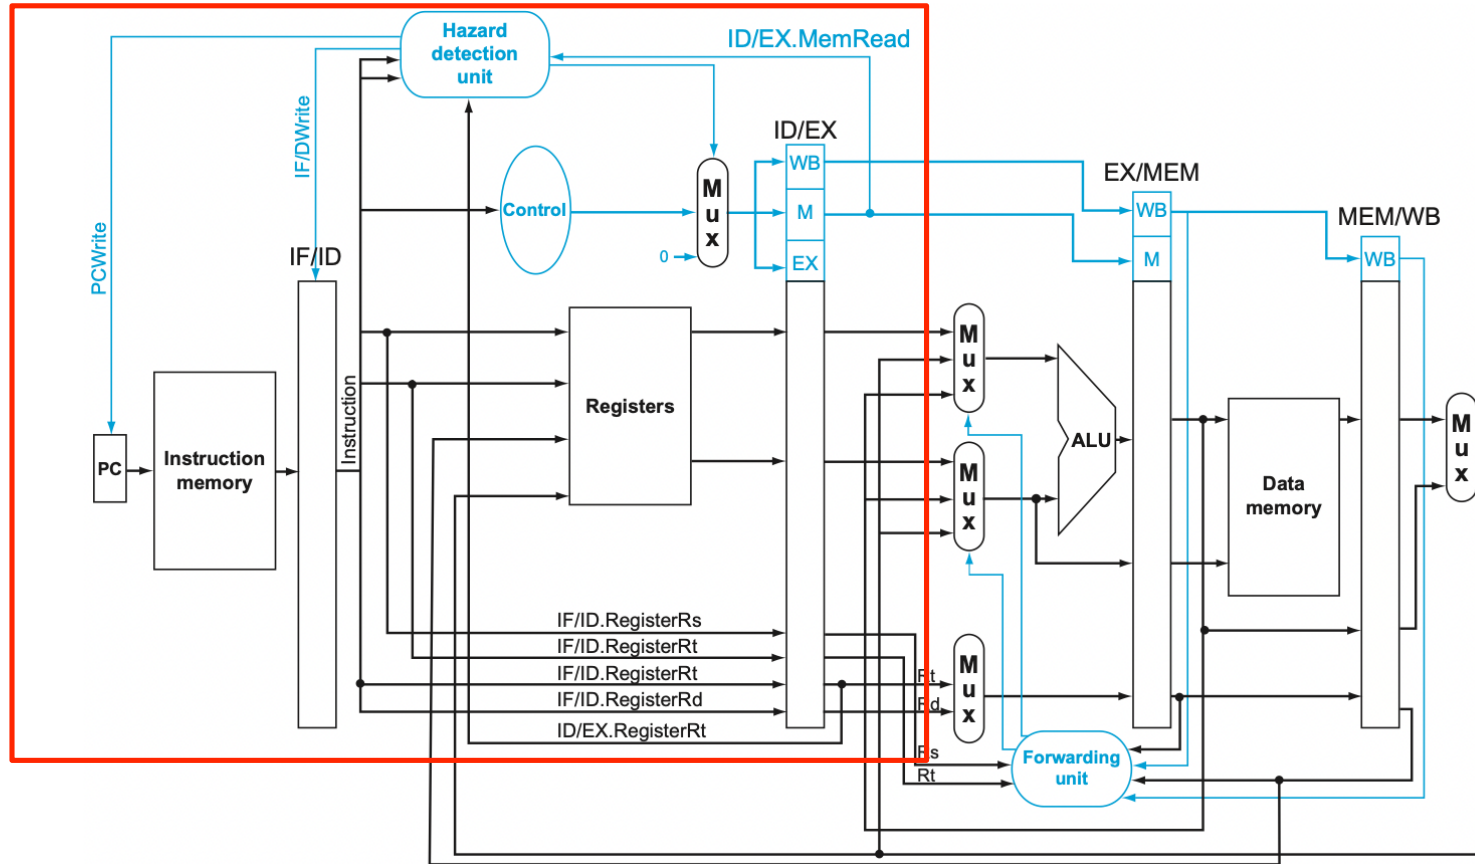 Hazard
detection
unit
ID/EX.MemRead
IF/DWrite
PCWrite
ID/EX
WB
M
EX
Control
M
u
x
0
EX/MEM
WB
M
MEM/WB
WB
IF/ID
PC
Instruction
memory
Instruction
Registers
M
u
x
M
u
x
ALU
Data
memory
M
u
x
IF/ID.RegisterRs
IF/ID.RegisterRt
IF/ID.RegisterRt
IF/ID.RegisterRd
ID/EX.RegisterRt
Rt
Rd
M
u
x
Rs
Rt
Forwarding
unit